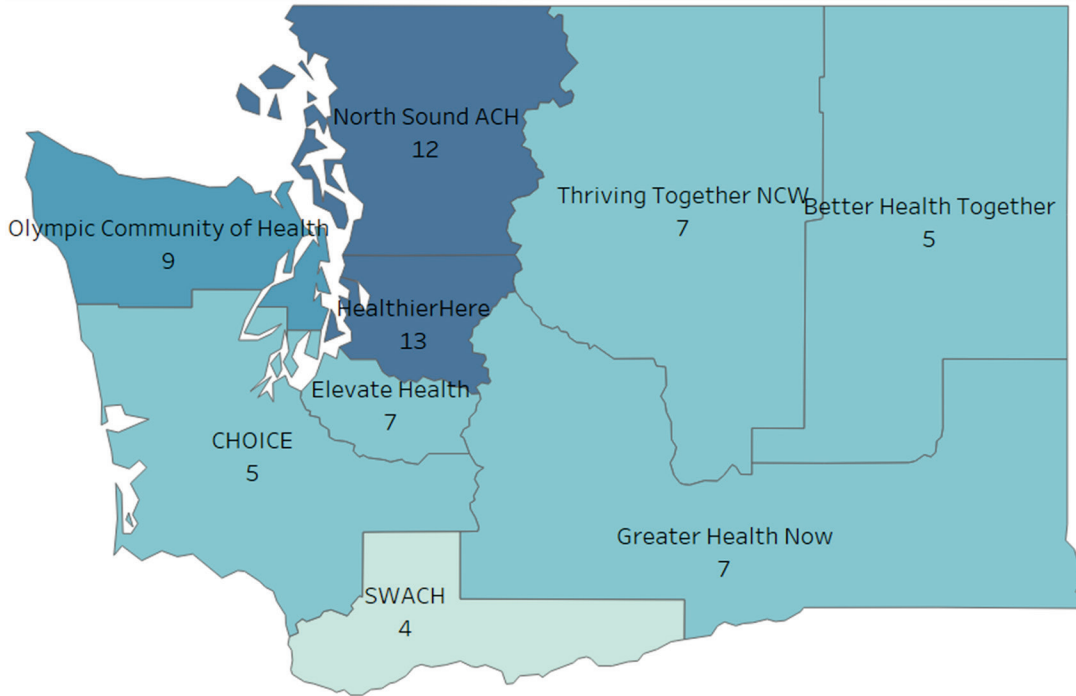 North Sound ACH
12
Thriving Together NCW
7
Better Health Together
5
Olympic Community of Health
9
HealthierHere
13
Elevate Health
7
CHOICE
5
Greater Health Now
7
SWACH
4